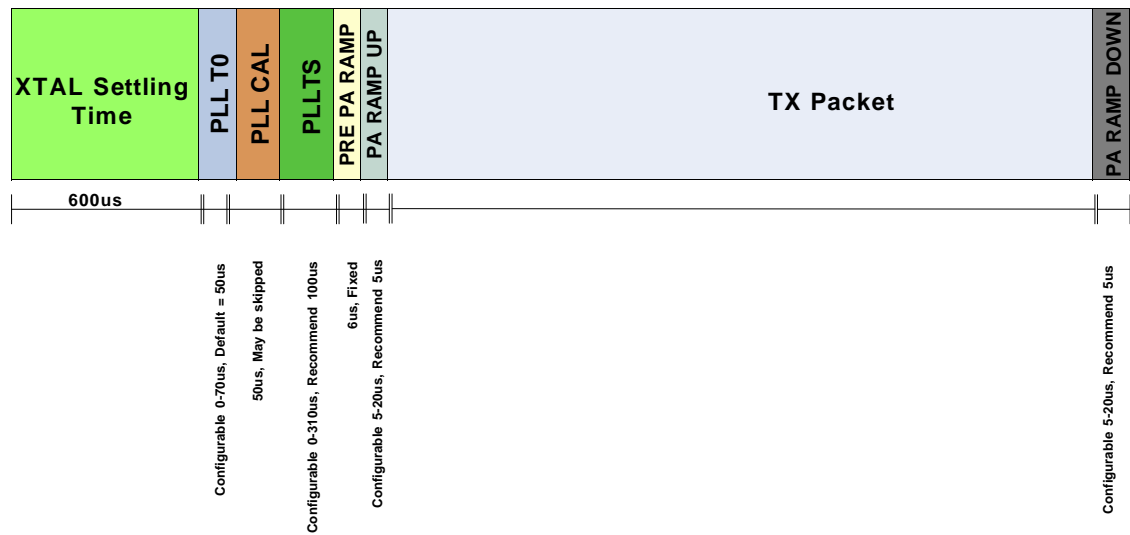 XTAL Settling
Time
PLL T0
PLL CAL
PLLTS
PRE PA RAMP
PA RAMP UP
TX Packet
PA RAMP DOWN
600us
Configurable 0-70us, Default = 50us
50us, May be skipped
Configurable 0-310us, Recommend 100us
6us, Fixed
Configurable 5-20us, Recommend 5us
Configurable 5-20us, Recommend 5us